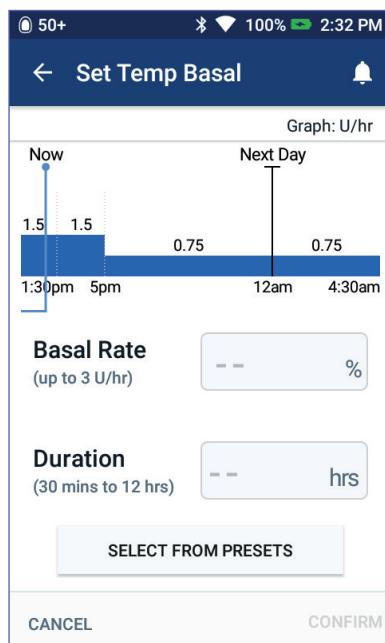 50+ 100% 2:32 PM
Set Temp Basal
Graph: U/hr
Now Next Day
1.5 1.5 0.75 0.75
1:30pm 5pm 12am 4:30am
Basal Rate
(up to 3 U/hr)
-- %
Duration
(30 mins to 12 hrs)
-- hrs
SELECT FROM PRESETS
CANCEL CONFIRM